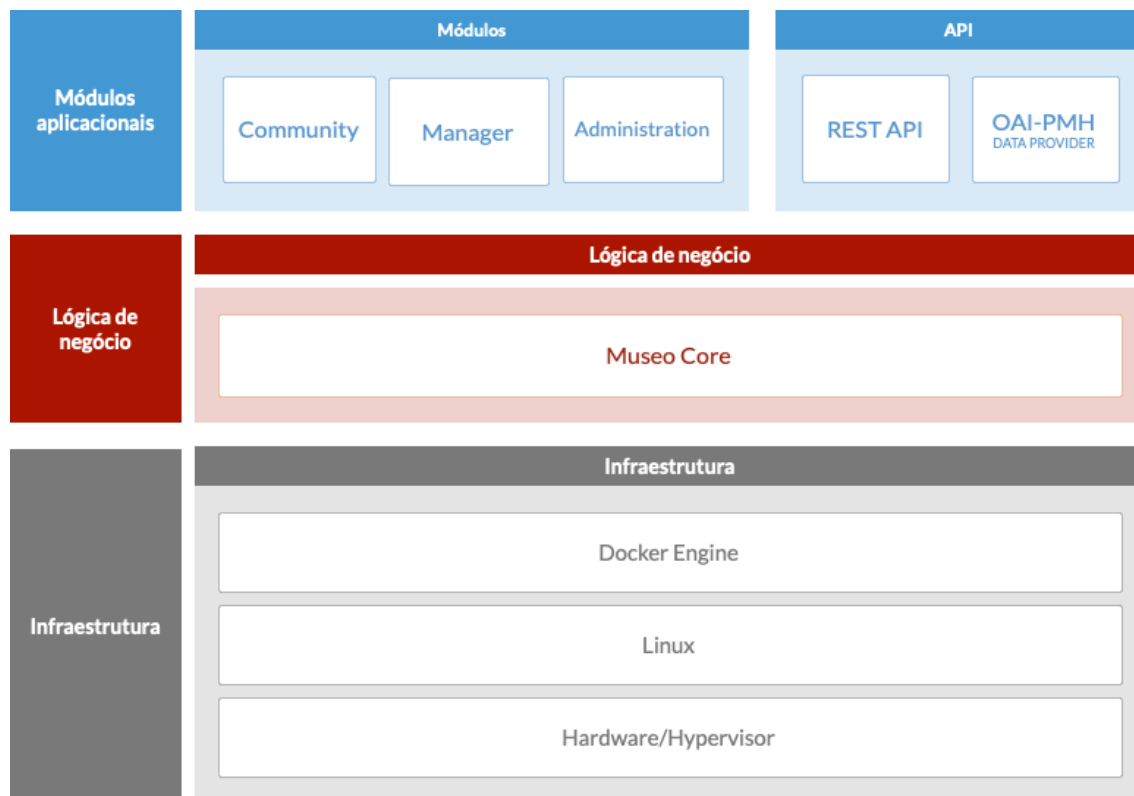 Módulos
aplicacionais
Módulos
Community
Manager
Administration
API
REST API
OAI-PMH
DATA PROVIDER
Lógica de
negócio
Lógica de negócio
Museo Core
Infraestrutura
Infraestrutura
Docker Engine
Linux
Hardware/Hypervisor